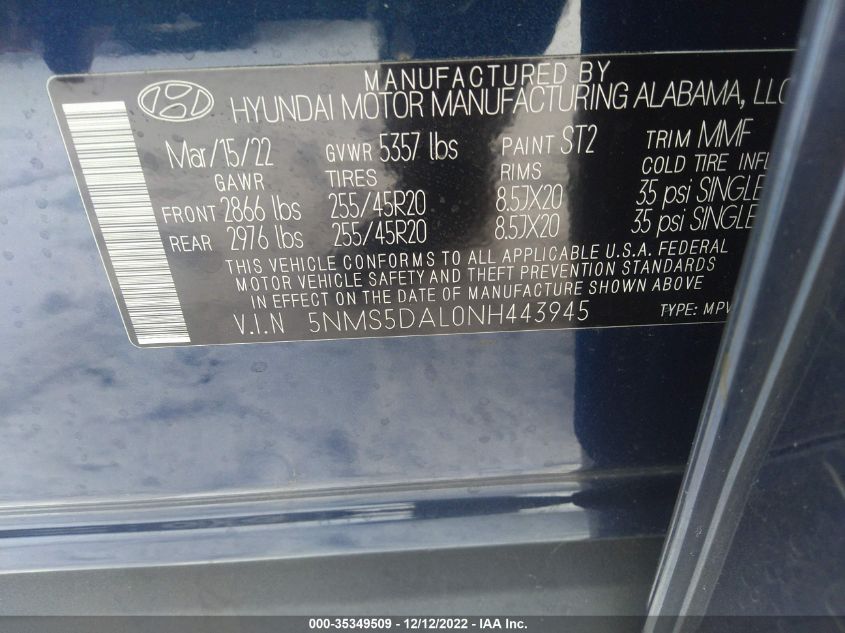 MANUFACTURED BY
HYUNDAI MOTOR MANUFACTURING ALABAMA, LLC
Mar/15/22 GVWR 5357 lbs PAINT ST2 TRIM MMF
GAWR TIRES RIMS COLD TIRE INFL
FRONT 2866 lbs 255/45R20 8.5JX20 35 psi SINGLE
REAR 2976 lbs 255/45R20 8.5JX20 35 psi SINGLE
THIS VEHICLE CONFORMS TO ALL APPLICABLE U.S.A. FEDERAL
MOTOR VEHICLE SAFETY AND THEFT PREVENTION STANDARDS
IN EFFECT ON THE DATE OF MANUFACTURE SHOWN ABOVE
V.I.N 5NMS5DAL0NH443945 TYPE: MPV
000-35349509 - 12/12/2022 - IAA Inc.